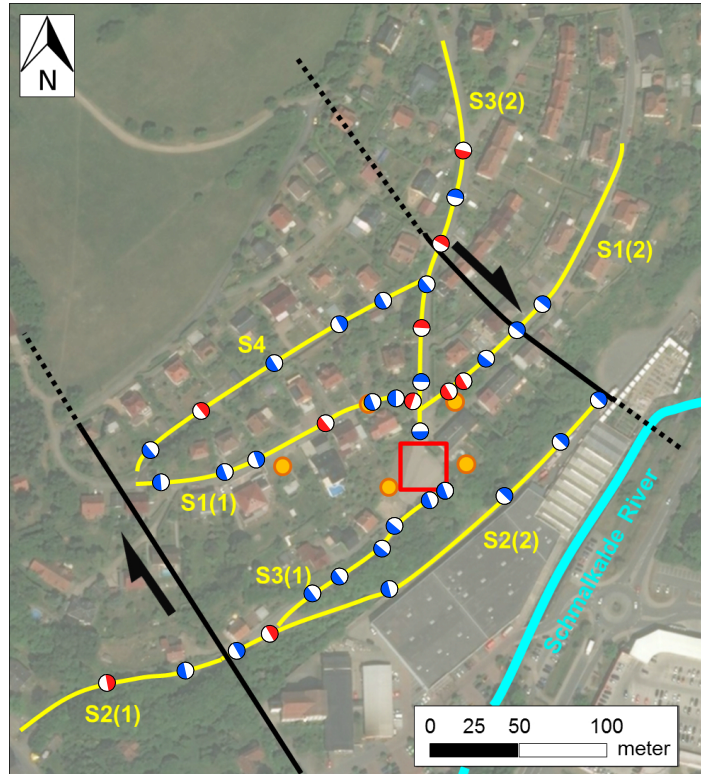 N
S3(2)
S1(2)
S4
S1(1)
S2(2)
S3(1)
Schmalkalde River
S2(1)
0 25 50 100
meter